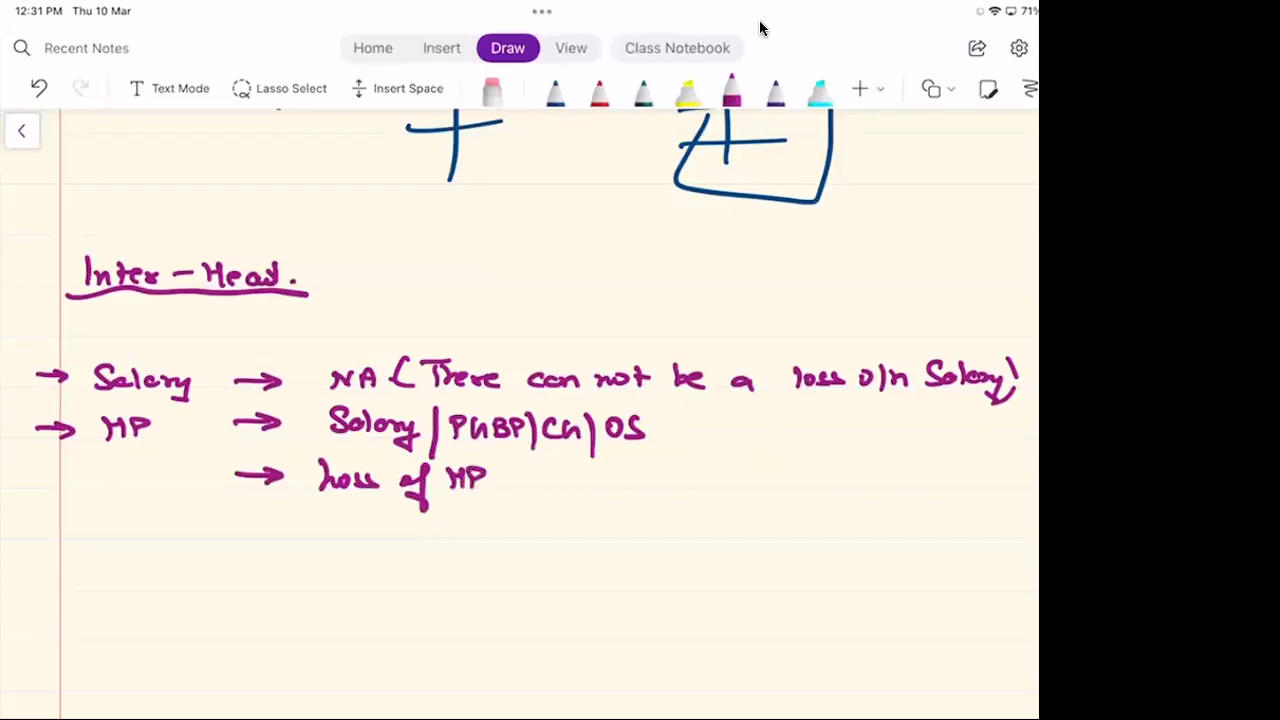 12:31 PM Thu 10 Mar
71%
Recent Notes
Home Insert Draw View Class Notebook
Text Mode Lasso Select Insert Space
Inter - Head.
→ Salary → NA ( There can not be a loss o/n Salary)
→ HP → Salary | PGBP | CG | OS
→ Loss of HP